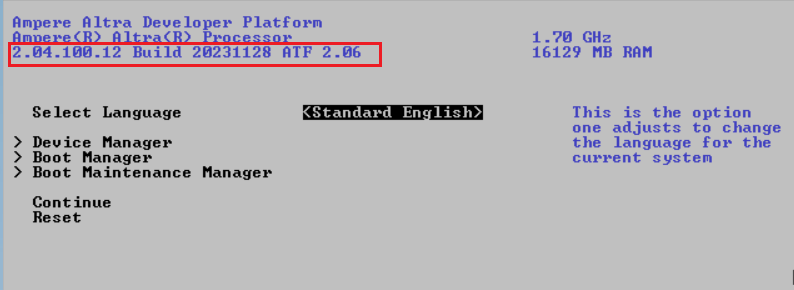 Ampere Altra Developer Platform
Ampere(R) Altra(R) Processor 1.70 GHz
2.04.100.12 Build 20231128 ATF 2.06 16129 MB RAM
Select Language <Standard English> This is the option
one adjusts to change
> Device Manager the language for the
> Boot Manager current system
> Boot Maintenance Manager
Continue
Reset